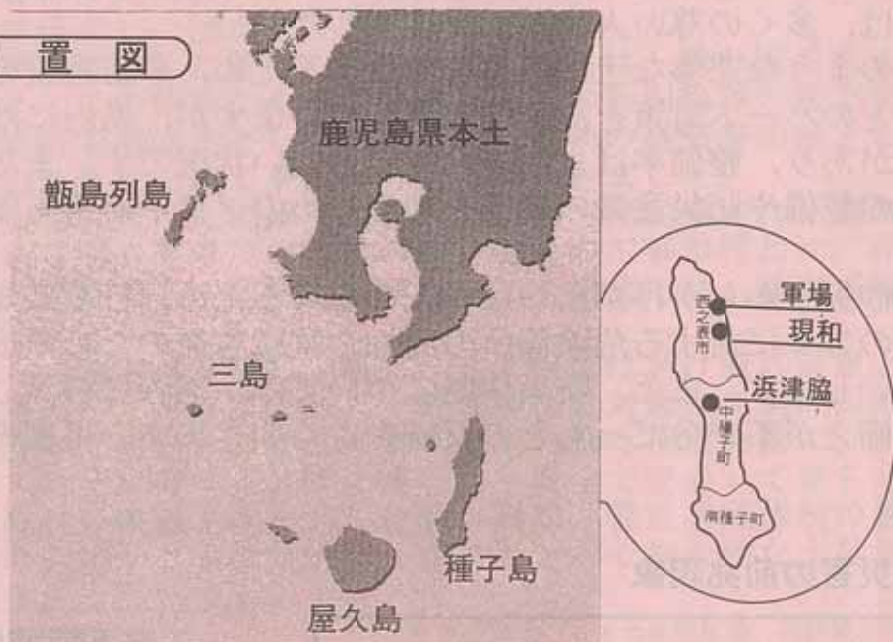 置図
鹿児島県本土
甑島列島
三島
種子島
屋久島
軍場
現和
浜津脇
西之表市
中種子町
南種子町